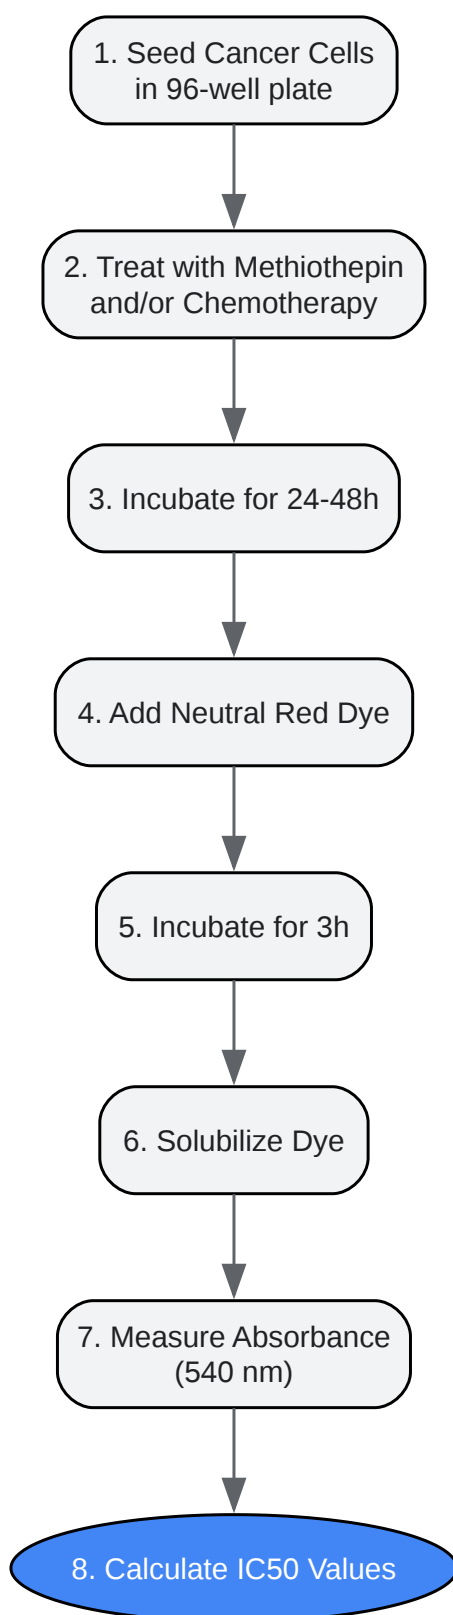 1. Seed Cancer Cells
in 96-well plate
2. Treat with Methiothepin
and/or Chemotherapy
3. Incubate for 24-48h
4. Add Neutral Red Dye
5. Incubate for 3h
6. Solubilize Dye
7. Measure Absorbance
(540 nm)
8. Calculate IC50 Values